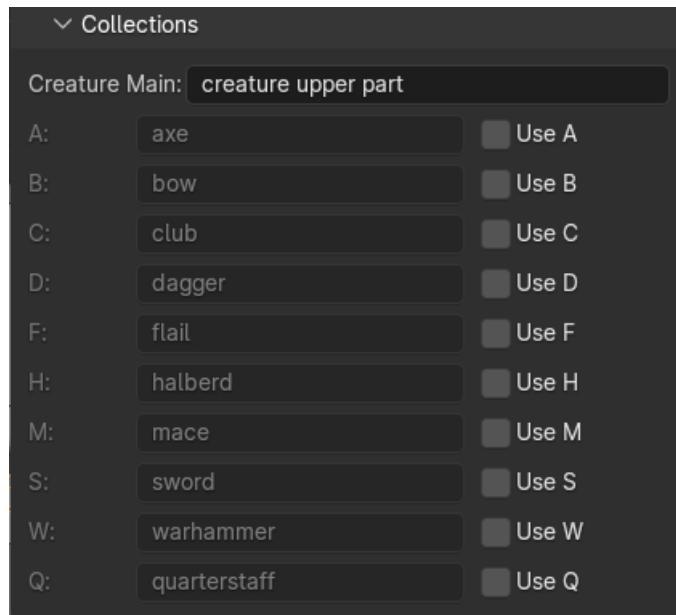 Collections
Creature Main: creature upper part
A: axe Use A
B: bow Use B
C: club Use C
D: dagger Use D
F: flail Use F
H: halberd Use H
M: mace Use M
S: sword Use S
W: warhammer Use W
Q: quarterstaff Use Q